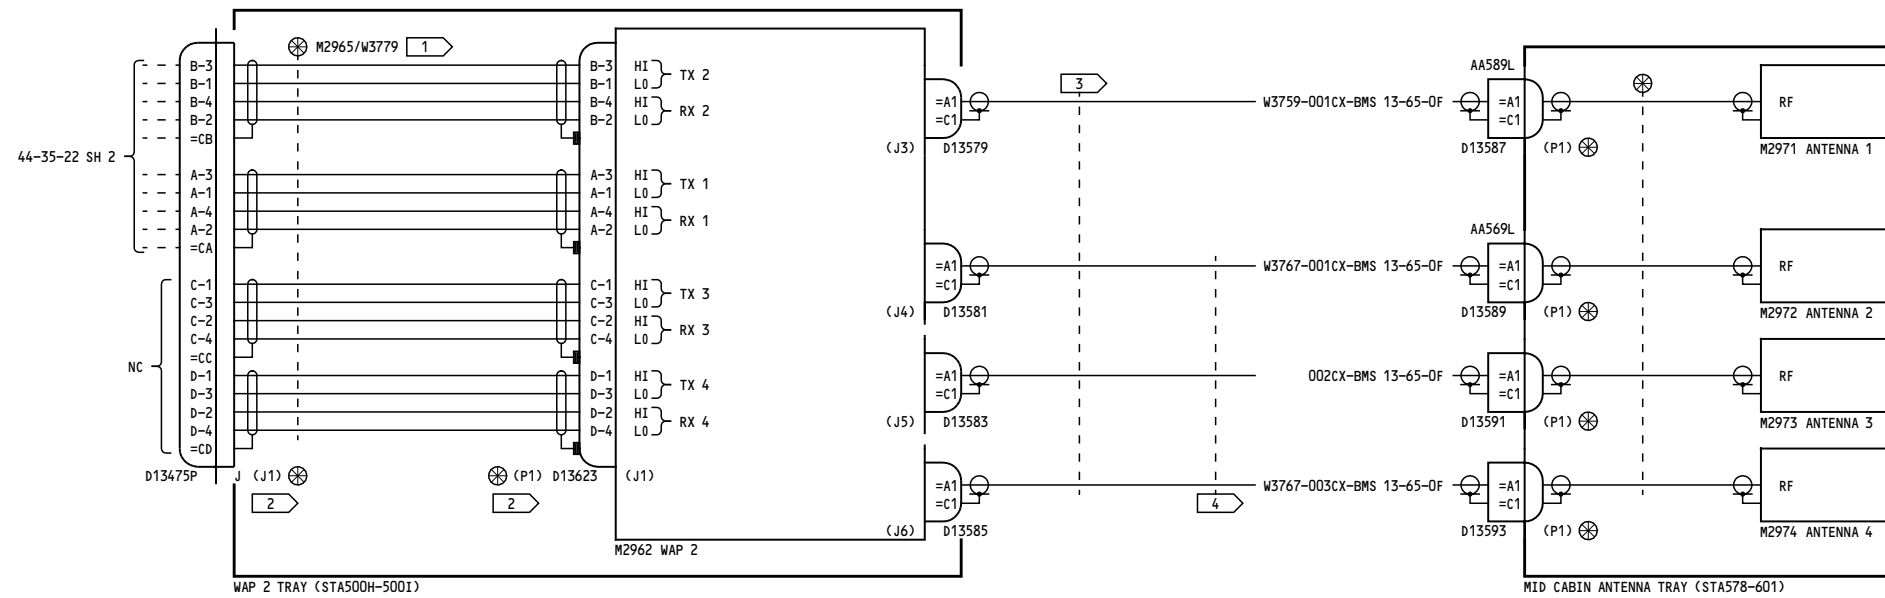 M2965/W3779 1
44-35-22 SH 2
B-3
B-1
B-4
B-2
=CB
A-3
A-1
A-4
A-2
=CA
NC
C-1
C-3
C-2
C-4
=CC
D-1
D-3
D-2
D-4
=CD
D13475P
J (J1)
2
B-3 HI
B-1 LO
TX 2
B-4 HI
B-2 LO
RX 2
A-3 HI
A-1 LO
TX 1
A-4 HI
A-2 LO
RX 1
C-1 HI
C-3 LO
TX 3
C-2 HI
C-4 LO
RX 3
D-1 HI
D-3 LO
TX 4
D-2 HI
D-4 LO
RX 4
(P1) D13623 (J1)
2
M2962 WAP 2
WAP 2 TRAY (STA500H-500I)
=A1
=C1
(J3) D13579
=A1
=C1
(J4) D13581
=A1
=C1
(J5) D13583
=A1
=C1
(J6) D13585
3
4
W3759-001CX-BMS 13-65-OF
W3767-001CX-BMS 13-65-OF
002CX-BMS 13-65-OF
W3767-003CX-BMS 13-65-OF
AA589L
=A1
=C1
D13587 (P1)
RF
M2971 ANTENNA 1
AA569L
=A1
=C1
D13589 (P1)
RF
M2972 ANTENNA 2
=A1
=C1
D13591 (P1)
RF
M2973 ANTENNA 3
=A1
=C1
D13593 (P1)
RF
M2974 ANTENNA 4
MID CABIN ANTENNA TRAY (STA578-601)